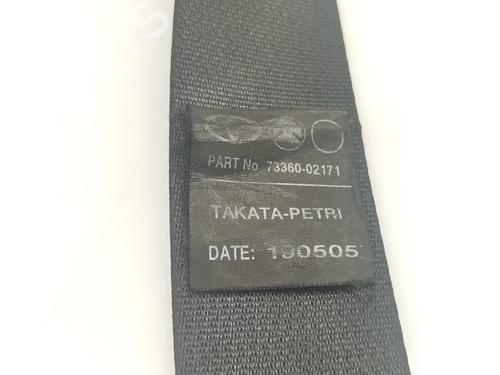 PART No 73360-02171
TAKATA-PETRI
DATE: 190505